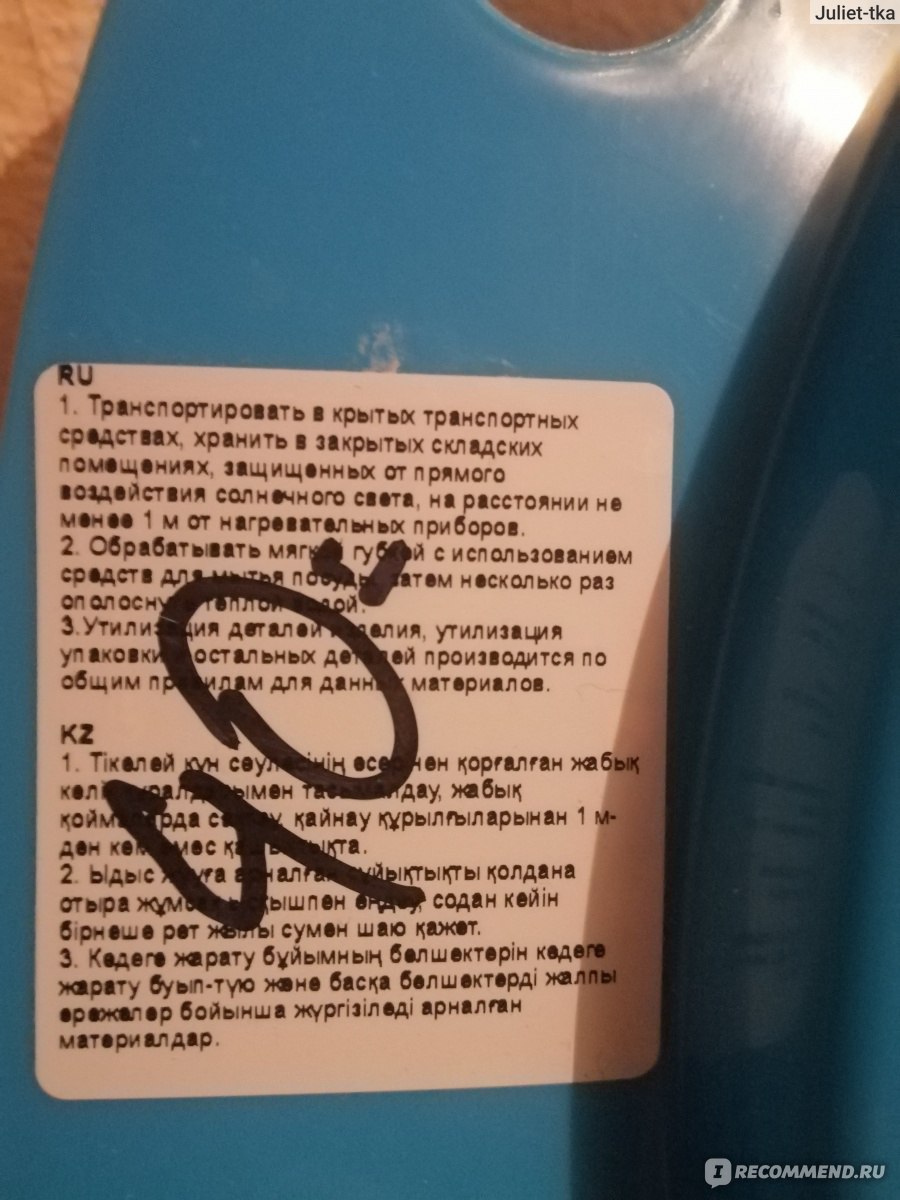 Juliet-tka
RU
1. Транспортировать в крытых транспортных
средствах, хранить в закрытых складских
помещениях, защищенных от прямого
воздействия солнечного света, на расстоянии не
менее 1 м от нагревательных приборов.
2. Обрабатывать мягкой губкой с использованием
средств для мытья посуды, затем несколько раз
ополоснуть теплой водой.
3.Утилизация деталей изделия, утилизация
упаковки и остальных деталей производится по
общим правилам для данных материалов.
KZ
1. Тікелей күн сәулесінің әсерінен қорғалған жабық
көлік құралдарымен тасымалдау, жабық
қоймаларда сақтау, қайнау құрылғыларынан 1 м-
ден кем емес қашықтықта.
2. Ыдыс жууға арналған сұйықтықты қолдана
отыра жұмсақ ысқышпен өңдеу, содан кейін
бірнеше рет жылы сумен шаю қажет.
3. Кәдеге жарату бұйымның бөлшектерін кәдеге
жарату буып-түю және басқа бөлшектерді жалпы
ережелер бойынша жүргізіледі арналған
материалдар.
90.-
IRECOMMEND.RU